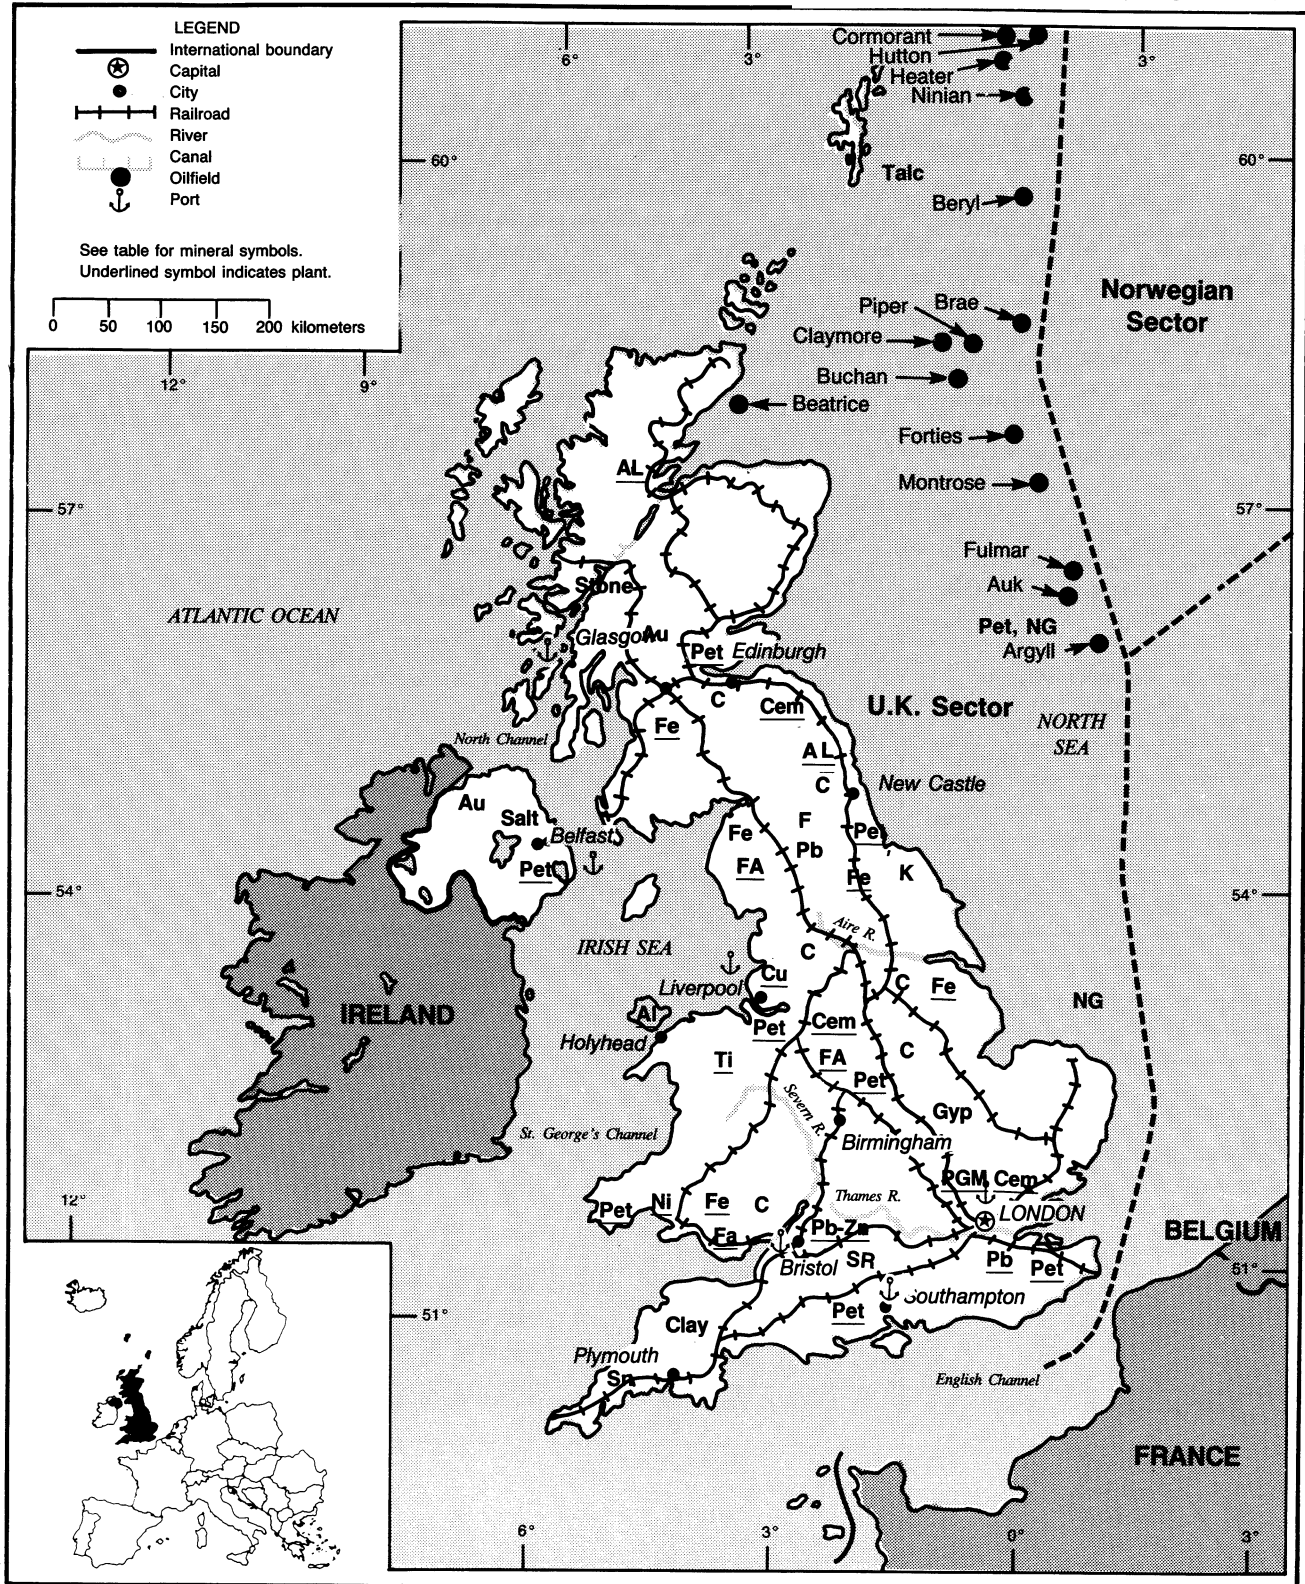 LEGEND
International boundary
Capital
City
Railroad
River
Canal
Oilfield
Port
See table for mineral symbols.
Underlined symbol indicates plant.
0 50 100 150 200 kilometers
6°
3°
3°
Cormorant
Hutton
Heater
Ninian
60°
60°
Talc
Beryl
Norwegian
Sector
Piper
Brae
Claymore
Buchan
Beatrice
12°
9°
Forties
AL
Montrose
57°
57°
Fulmar
Auk
Stone
Pet, NG
Argyll
ATLANTIC OCEAN
Glasgow
Au
Pet
Edinburgh
C
Cem
U.K. Sector
NORTH
SEA
Fe
North Channel
AL
C
New Castle
Au
Salt
Belfast
Pet
Fe
F
Pb
Pet
FA
Fe
K
54°
54°
Aire R.
IRISH SEA
C
Cu
Liverpool
C
Fe
NG
IRELAND
Al
Holyhead
Pet
Cem
Ti
FA
C
Pet
Severn R.
Gyp
St. George's Channel
Birmingham
PGM
Cem
12°
Pet
Ni
Fe
C
Thames R.
LONDON
Fa
Pb-Zn
BELGIUM
Bristol
SR
Pb
Pet
51°
51°
Southampton
Pet
Clay
Plymouth
Sn
English Channel
FRANCE
6°
3°
0°
3°